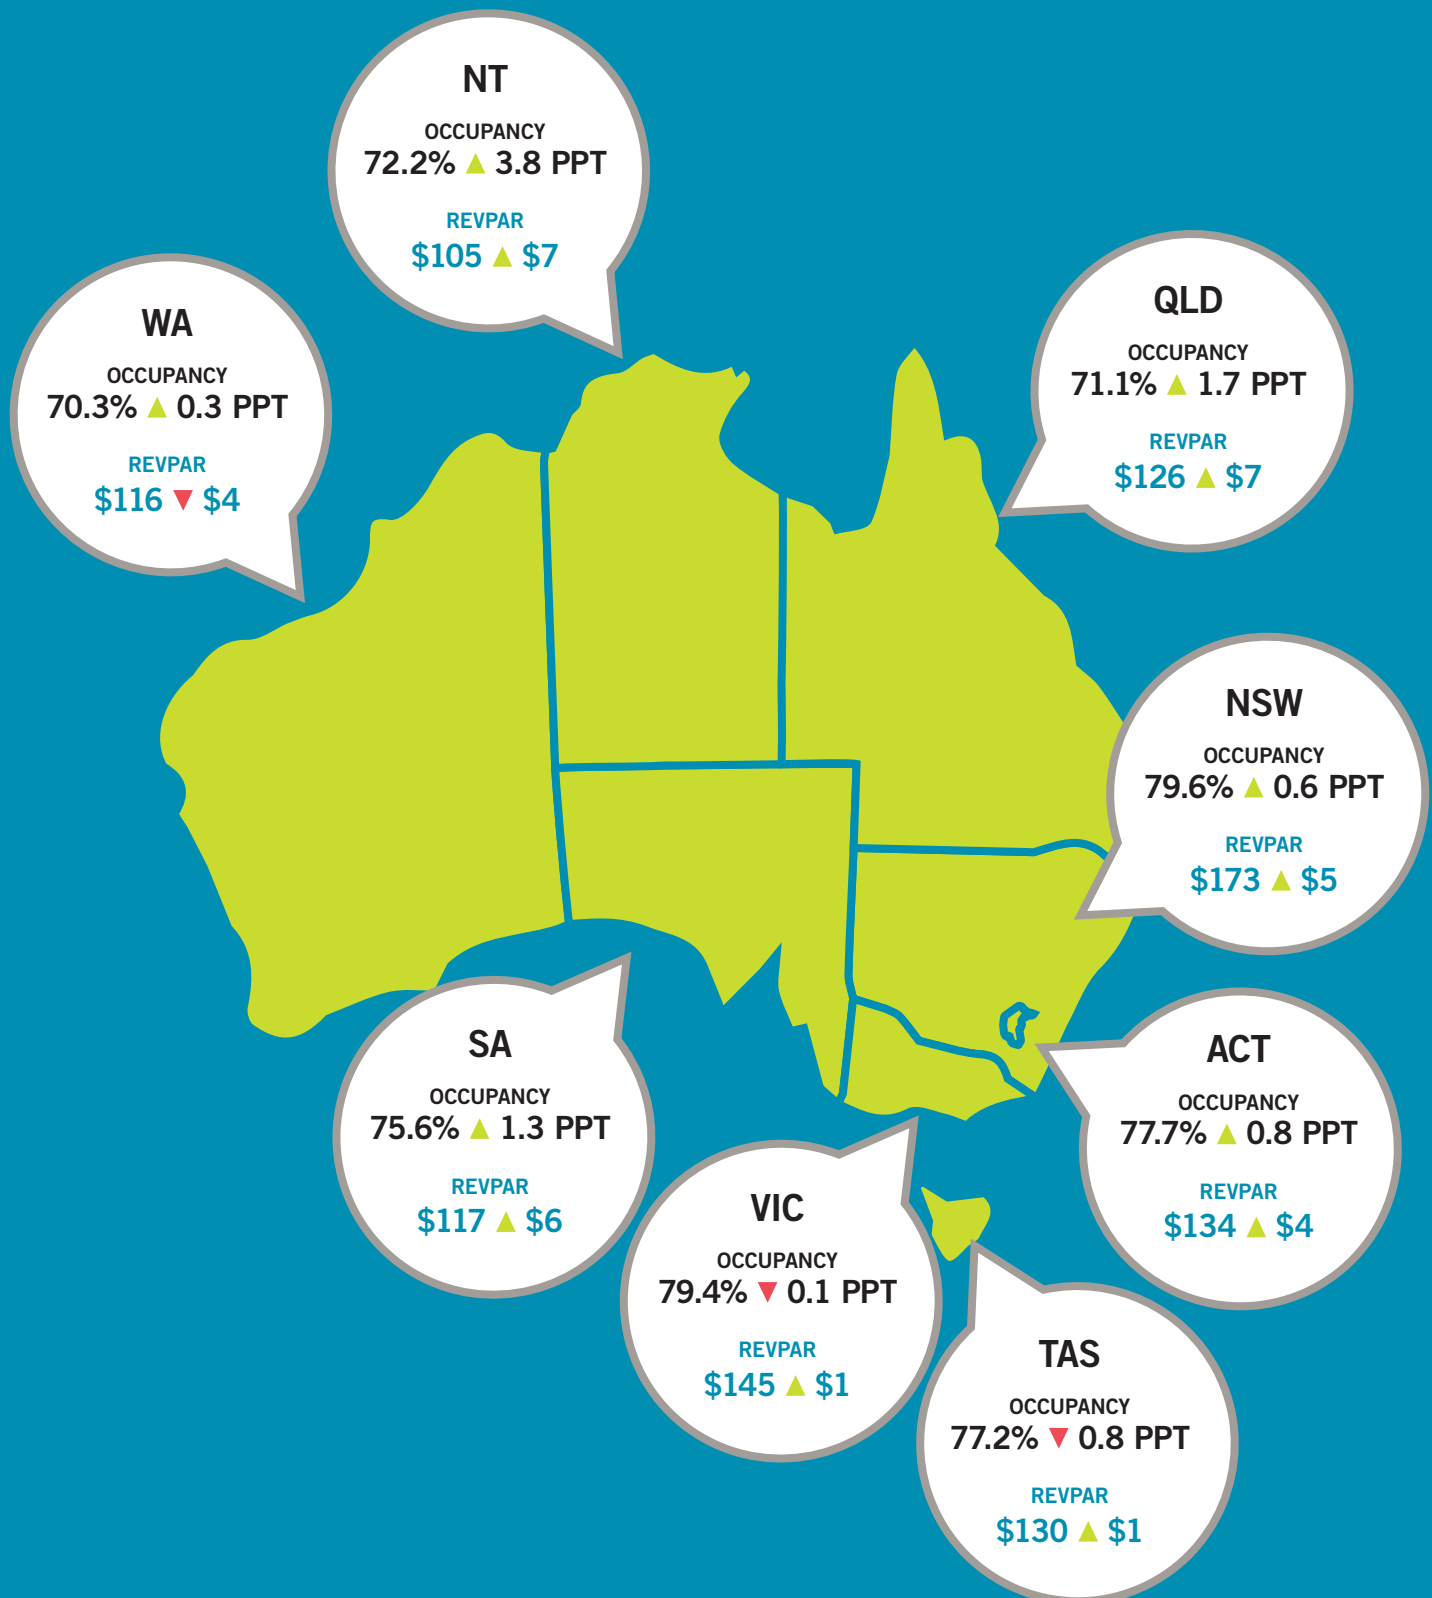 NT
OCCUPANCY
72.2% ▲ 3.8 PPT
REVPAR
$105 ▲ $7
WA
OCCUPANCY
70.3% ▲ 0.3 PPT
REVPAR
$116 ▼ $4
QLD
OCCUPANCY
71.1% ▲ 1.7 PPT
REVPAR
$126 ▲ $7
NSW
OCCUPANCY
79.6% ▲ 0.6 PPT
REVPAR
$173 ▲ $5
SA
OCCUPANCY
75.6% ▲ 1.3 PPT
REVPAR
$117 ▲ $6
ACT
OCCUPANCY
77.7% ▲ 0.8 PPT
REVPAR
$134 ▲ $4
VIC
OCCUPANCY
79.4% ▼ 0.1 PPT
REVPAR
$145 ▲ $1
TAS
OCCUPANCY
77.2% ▼ 0.8 PPT
REVPAR
$130 ▲ $1